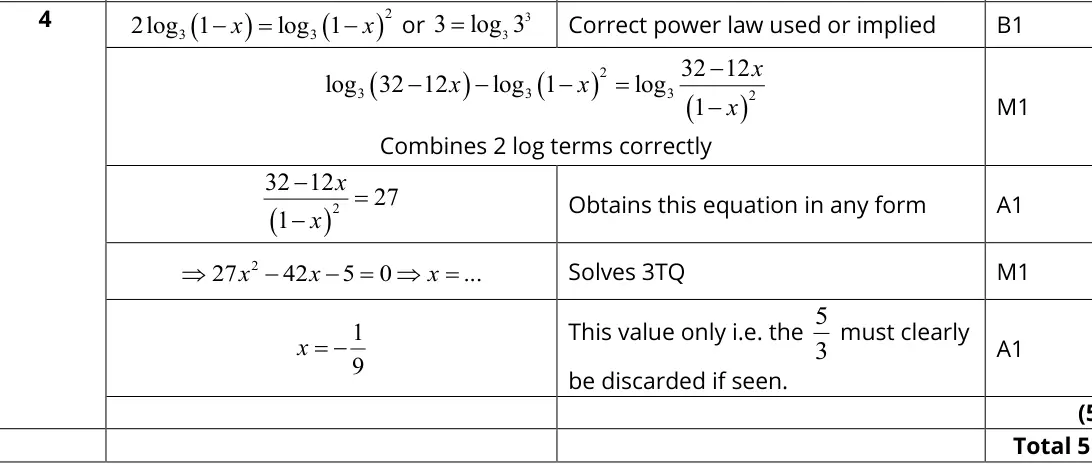 4
2log₃(1−x) = log₃(1−x)² or 3 = log₃3³
Correct power law used or implied
B1
log₃(32−12x)−log₃(1−x)² = log₃ (32−12x)/(1−x)²
Combines 2 log terms correctly
M1
(32−12x)/(1−x)² = 27
Obtains this equation in any form
A1
⇒ 27x² − 42x − 5 = 0 ⇒ x = ...
Solves 3TQ
M1
x = −1/9
This value only i.e. the 5/3 must clearly
be discarded if seen.
A1
(5
Total 5